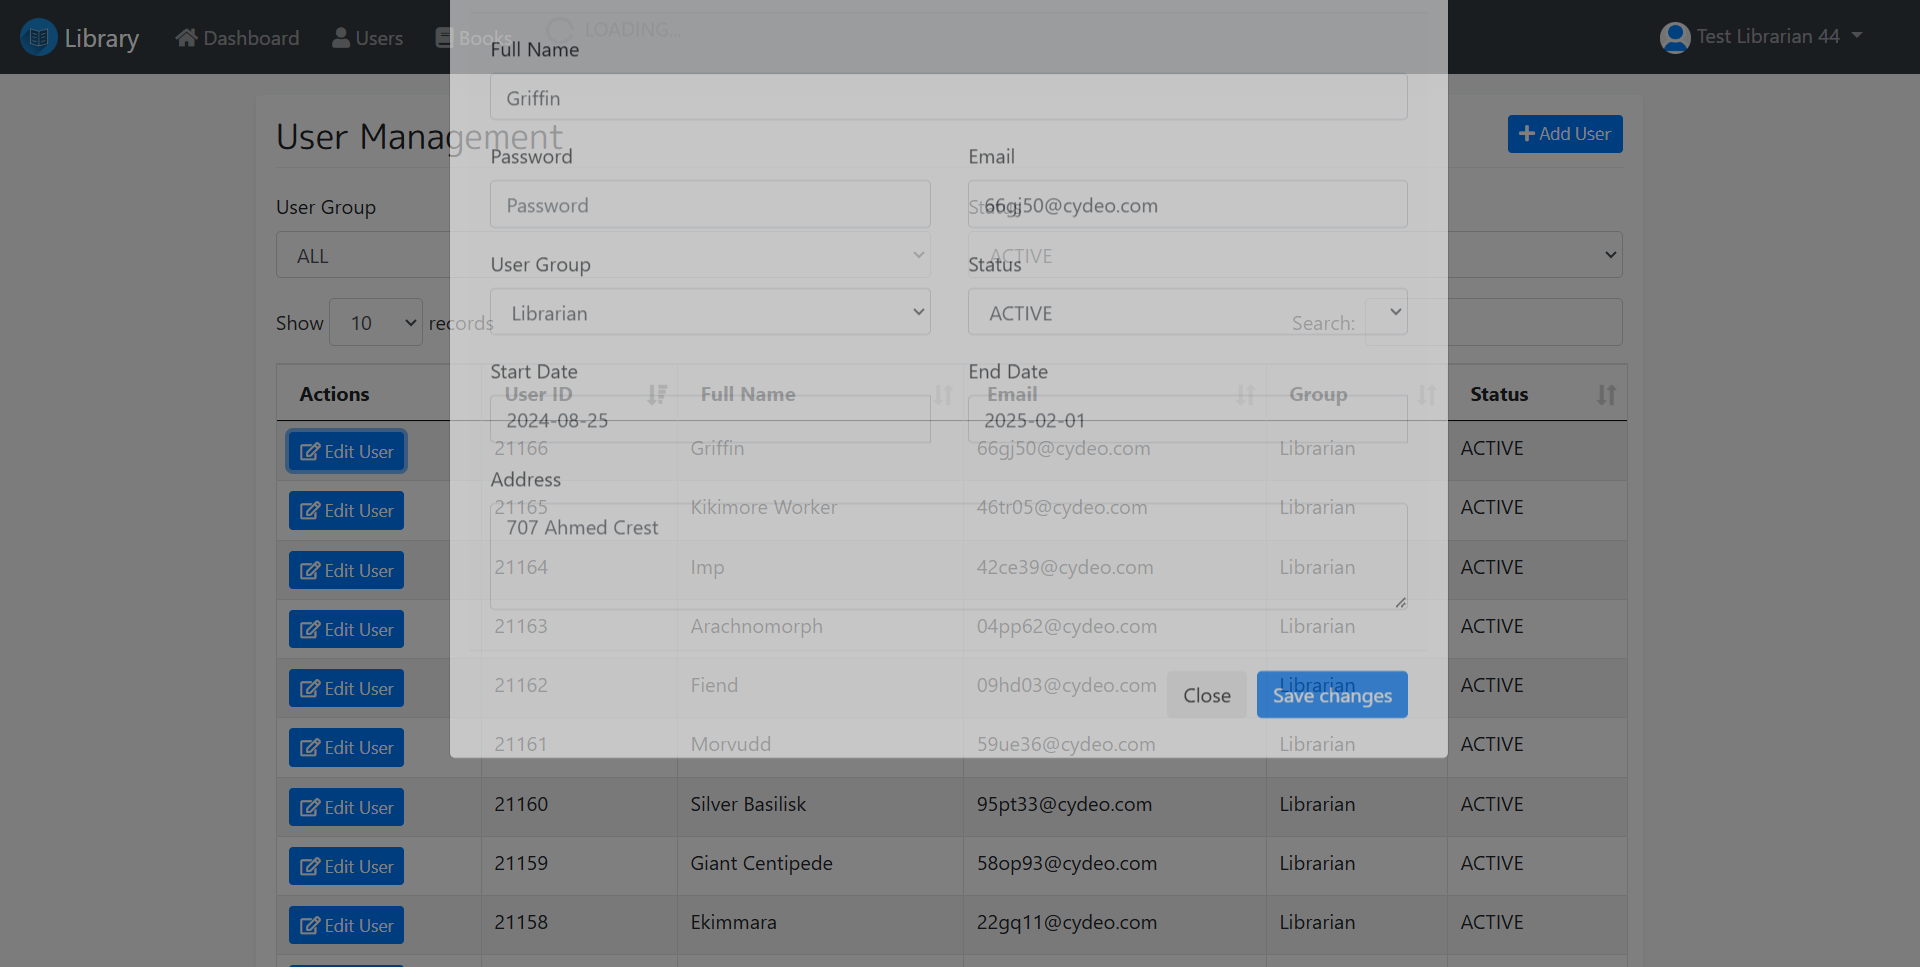 Library Dashboard Users Books LOADING... Test Librarian 44
Full Name
Griffin
User Management + Add User
Password Email
Password 66gj50@cydeo.com
User Group Status
ALL ACTIVE
User Group Status
Librarian ACTIVE
Show 10 records Search:
Start Date End Date
Actions User ID Full Name Email Group Status
2024-08-25 2025-02-01
Edit User 21166 Griffin 66gj50@cydeo.com Librarian ACTIVE
Address
Edit User 21165 Kikimore Worker 46tr05@cydeo.com Librarian ACTIVE
707 Ahmed Crest
Edit User 21164 Imp 42ce39@cydeo.com Librarian ACTIVE
Edit User 21163 Arachnomorph 04pp62@cydeo.com Librarian ACTIVE
Edit User 21162 Fiend 09hd03@cydeo.com Librarian ACTIVE
Close Save changes
Edit User 21161 Morvudd 59ue36@cydeo.com Librarian ACTIVE
Edit User 21160 Silver Basilisk 95pt33@cydeo.com Librarian ACTIVE
Edit User 21159 Giant Centipede 58op93@cydeo.com Librarian ACTIVE
Edit User 21158 Ekimmara 22gq11@cydeo.com Librarian ACTIVE